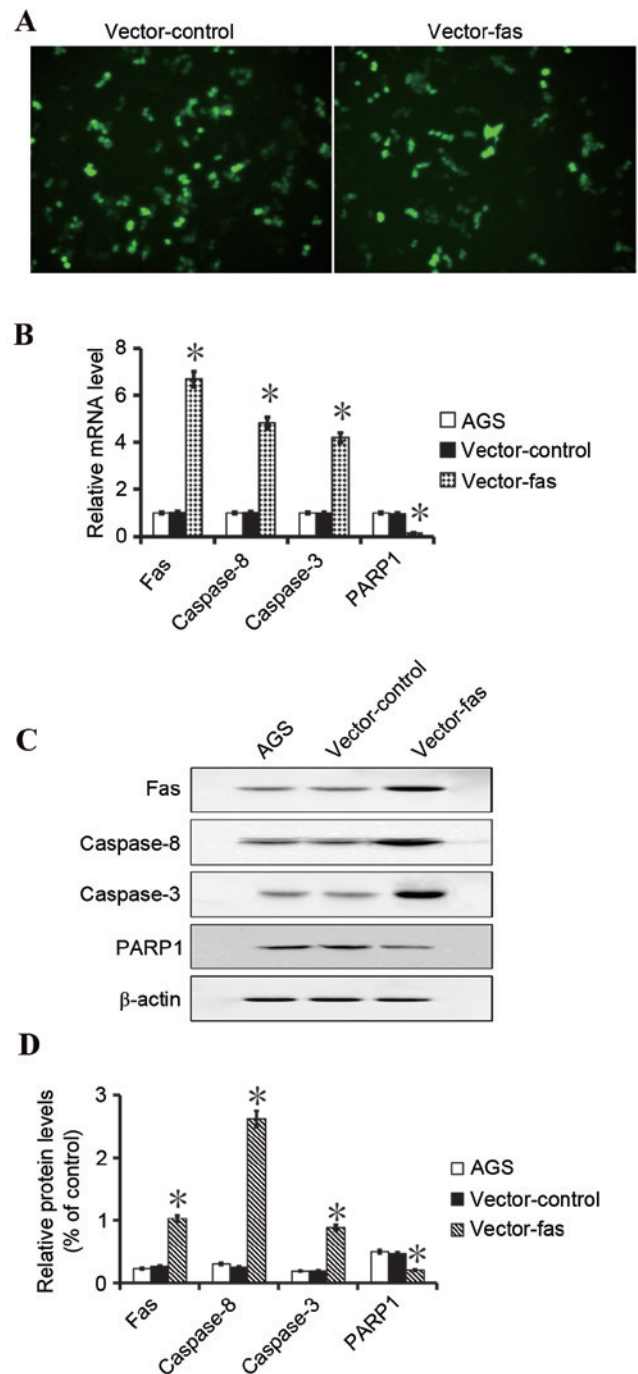 A
Vector-control
Vector-fas
B
Relative mRNA level
8
6
4
2
1
0
*
*
*
*
Fas
Caspase-8
Caspase-3
PARP1
AGS
Vector-control
Vector-fas
C
AGS
Vector-control
Vector-fas
Fas
Caspase-8
Caspase-3
PARP1
β-actin
D
Relative protein levels
(% of control)
3
2
1
0
*
*
*
*
Fas
Caspase-8
Caspase-3
PARP1
AGS
Vector-control
Vector-fas